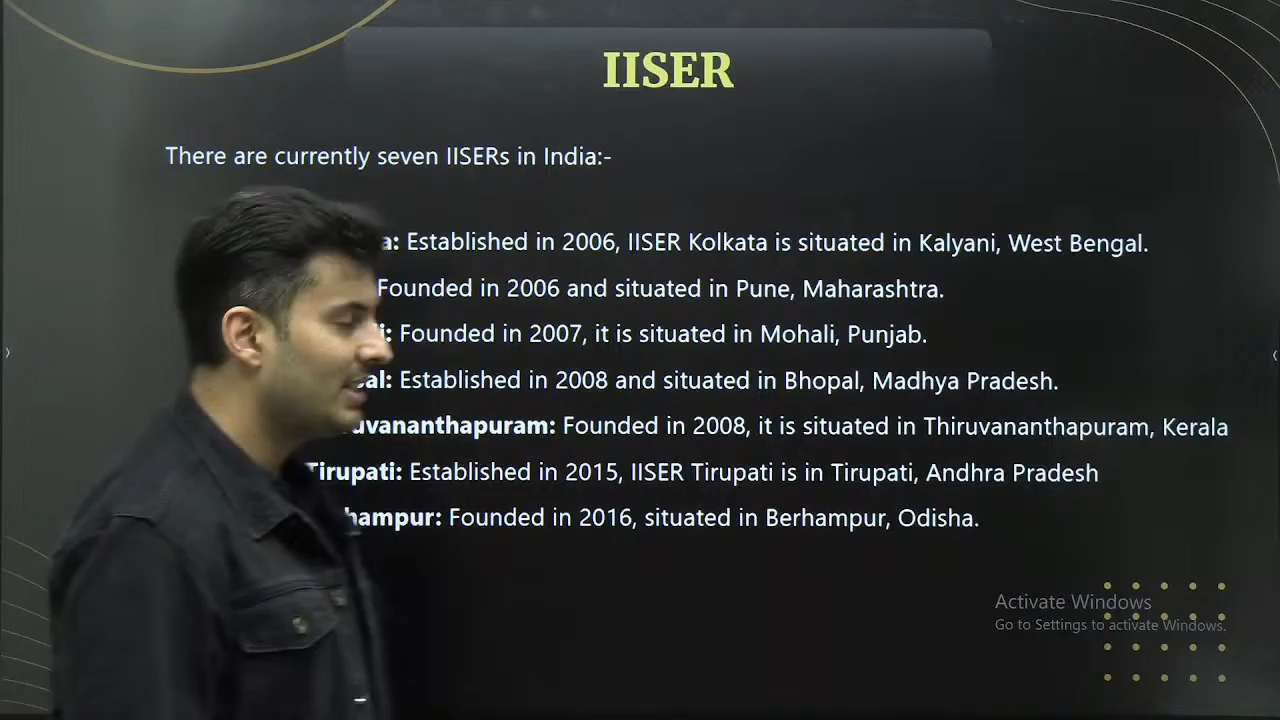 IISER
There are currently seven IISERs in India:-
a: Established in 2006, IISER Kolkata is situated in Kalyani, West Bengal.
Founded in 2006 and situated in Pune, Maharashtra.
i: Founded in 2007, it is situated in Mohali, Punjab.
al: Established in 2008 and situated in Bhopal, Madhya Pradesh.
uvananthapuram: Founded in 2008, it is situated in Thiruvananthapuram, Kerala
Tirupati: Established in 2015, IISER Tirupati is in Tirupati, Andhra Pradesh
hampur: Founded in 2016, situated in Berhampur, Odisha.
Activate Windows
Go to Settings to activate Windows.